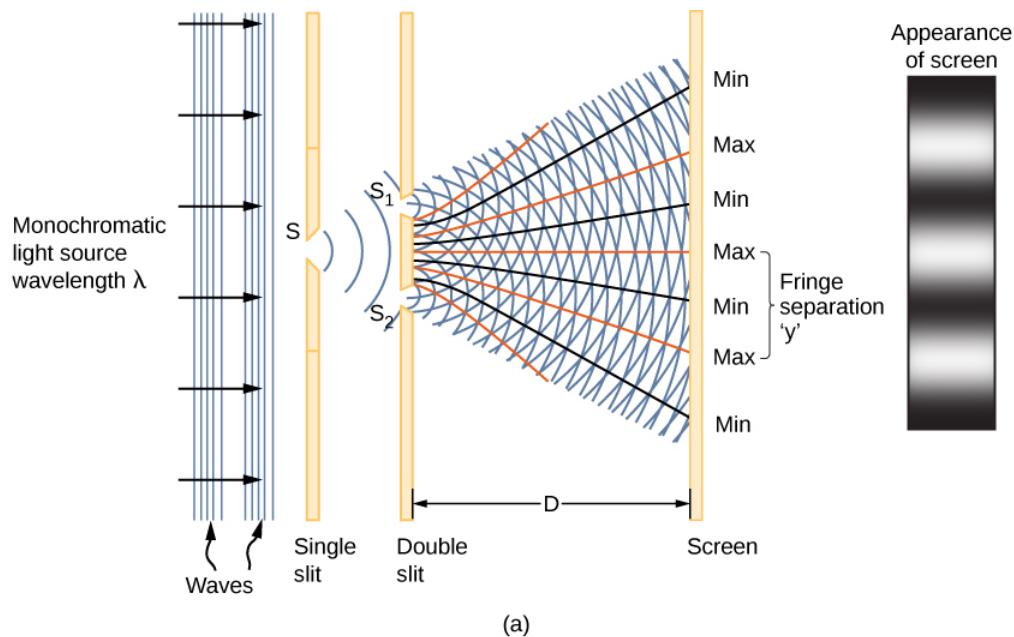 Appearance
of screen
Min
Max
Min
Max
Min
Max
Min
Fringe
separation
‘y’
Monochromatic
light source
wavelength λ
S
S1
S2
D
Waves
Single
slit
Double
slit
Screen
(a)